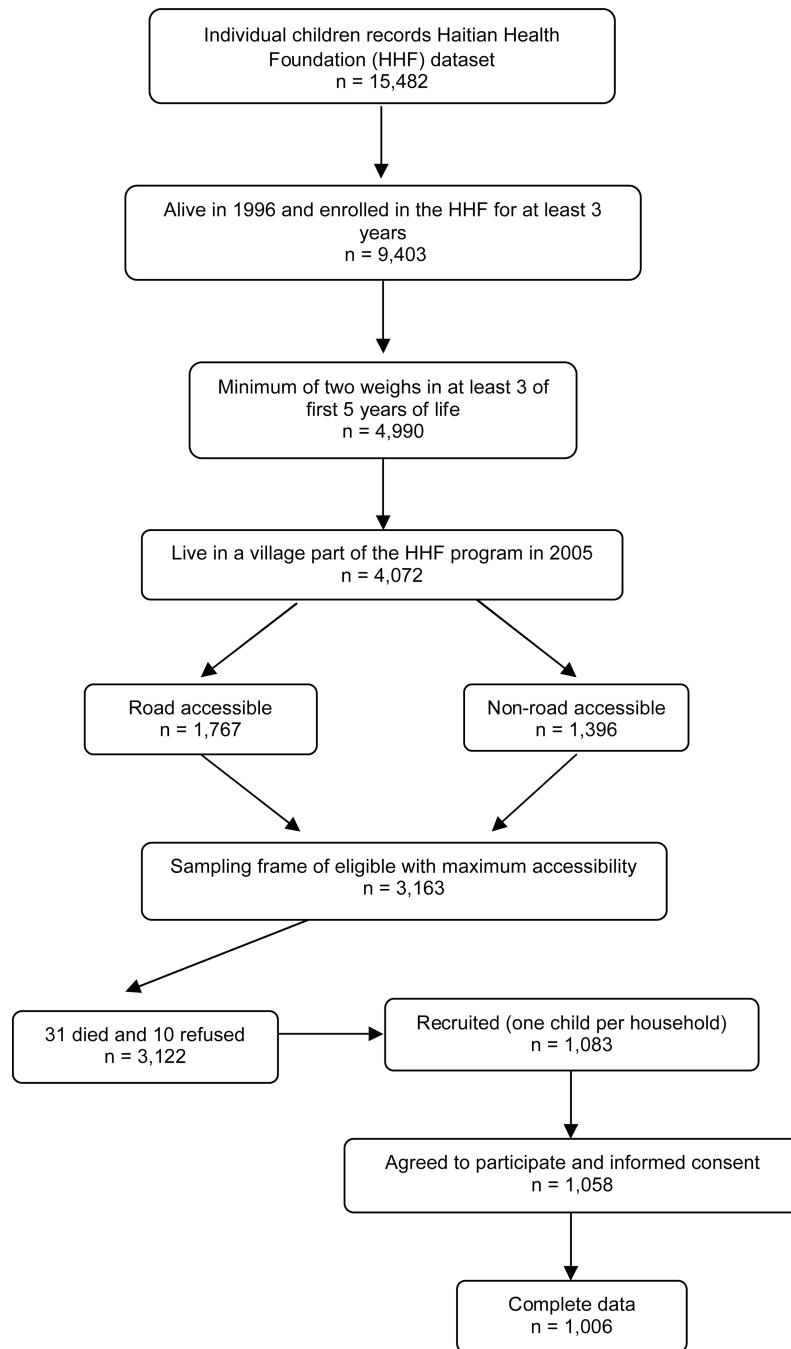 Individual children records Haitian Health
Foundation (HHF) dataset
n = 15,482
Alive in 1996 and enrolled in the HHF for at least 3
years
n = 9,403
Minimum of two weighs in at least 3 of
first 5 years of life
n = 4,990
Live in a village part of the HHF program in 2005
n = 4,072
Road accessible
n = 1,767
Non-road accessible
n = 1,396
Sampling frame of eligible with maximum accessibility
n = 3,163
31 died and 10 refused
n = 3,122
Recruited (one child per household)
n = 1,083
Agreed to participate and informed consent
n = 1,058
Complete data
n = 1,006